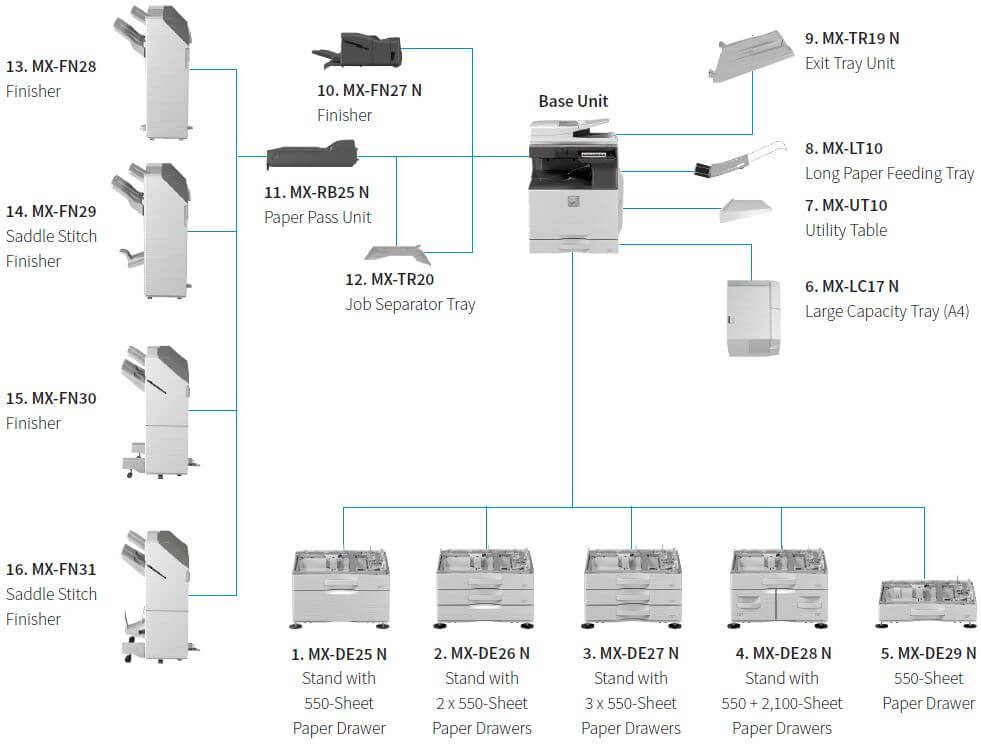 13. MX-FN28
Finisher
10. MX-FN27 N
Finisher
Base Unit
9. MX-TR19 N
Exit Tray Unit
8. MX-LT10
Long Paper Feeding Tray
11. MX-RB25 N
Paper Pass Unit
7. MX-UT10
Utility Table
14. MX-FN29
Saddle Stitch
Finisher
12. MX-TR20
Job Separator Tray
6. MX-LC17 N
Large Capacity Tray (A4)
15. MX-FN30
Finisher
16. MX-FN31
Saddle Stitch
Finisher
1. MX-DE25 N
Stand with
550-Sheet
Paper Drawer
2. MX-DE26 N
Stand with
2 x 550-Sheet
Paper Drawers
3. MX-DE27 N
Stand with
3 x 550-Sheet
Paper Drawers
4. MX-DE28 N
Stand with
550 + 2,100-Sheet
Paper Drawers
5. MX-DE29 N
550-Sheet
Paper Drawer